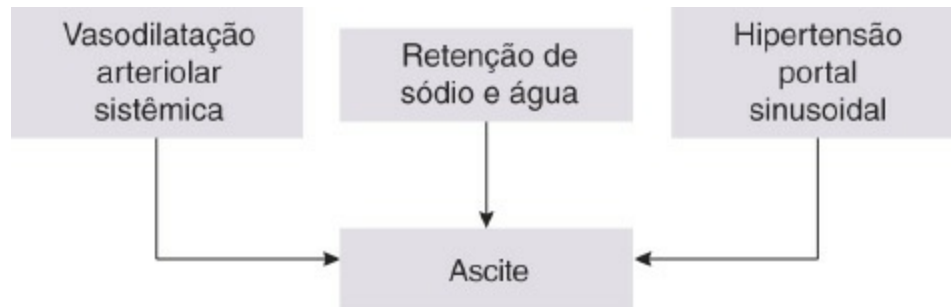 Vasodilatação
arteriolar
sistêmica
Retenção de
sódio e água
Hipertensão
portal
sinusoidal
Ascite